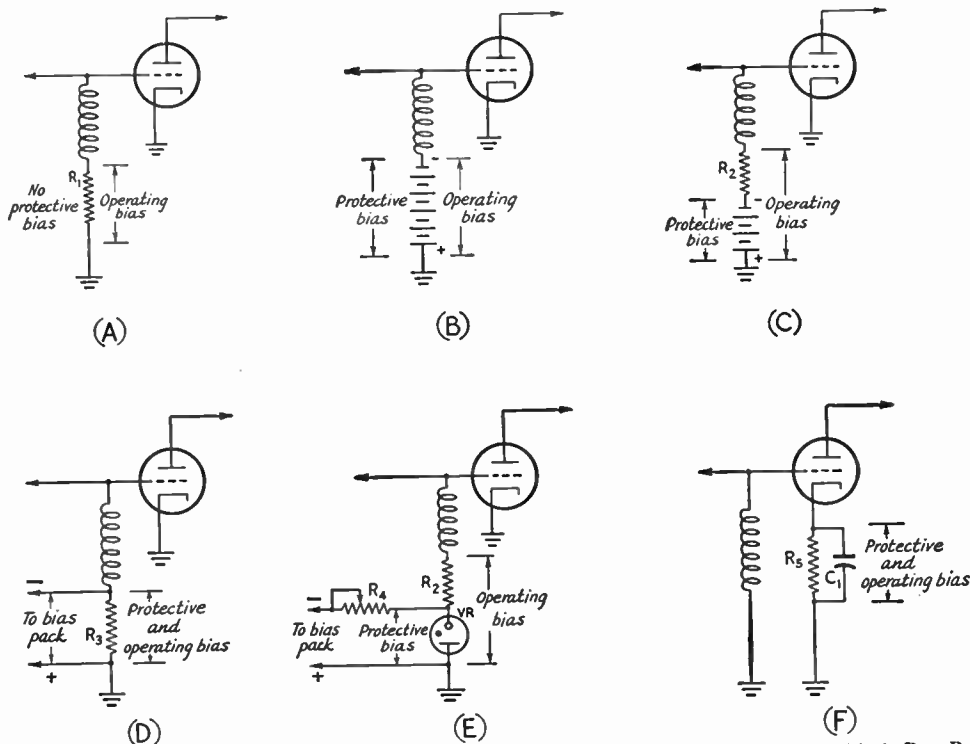 R1
No
protective
bias
Operating
bias
(A)
Protective
bias
-
Operating
bias
+
(B)
R2
Protective
bias
-
Operating
bias
+
(C)
−
To bias
pack
+
R3
Protective
and
operating bias
(D)
−
R4
To bias
pack
+
Protective
bias
R2
VR
Operating
bias
(E)
R5
C1
Protective
and
operating bias
(F)